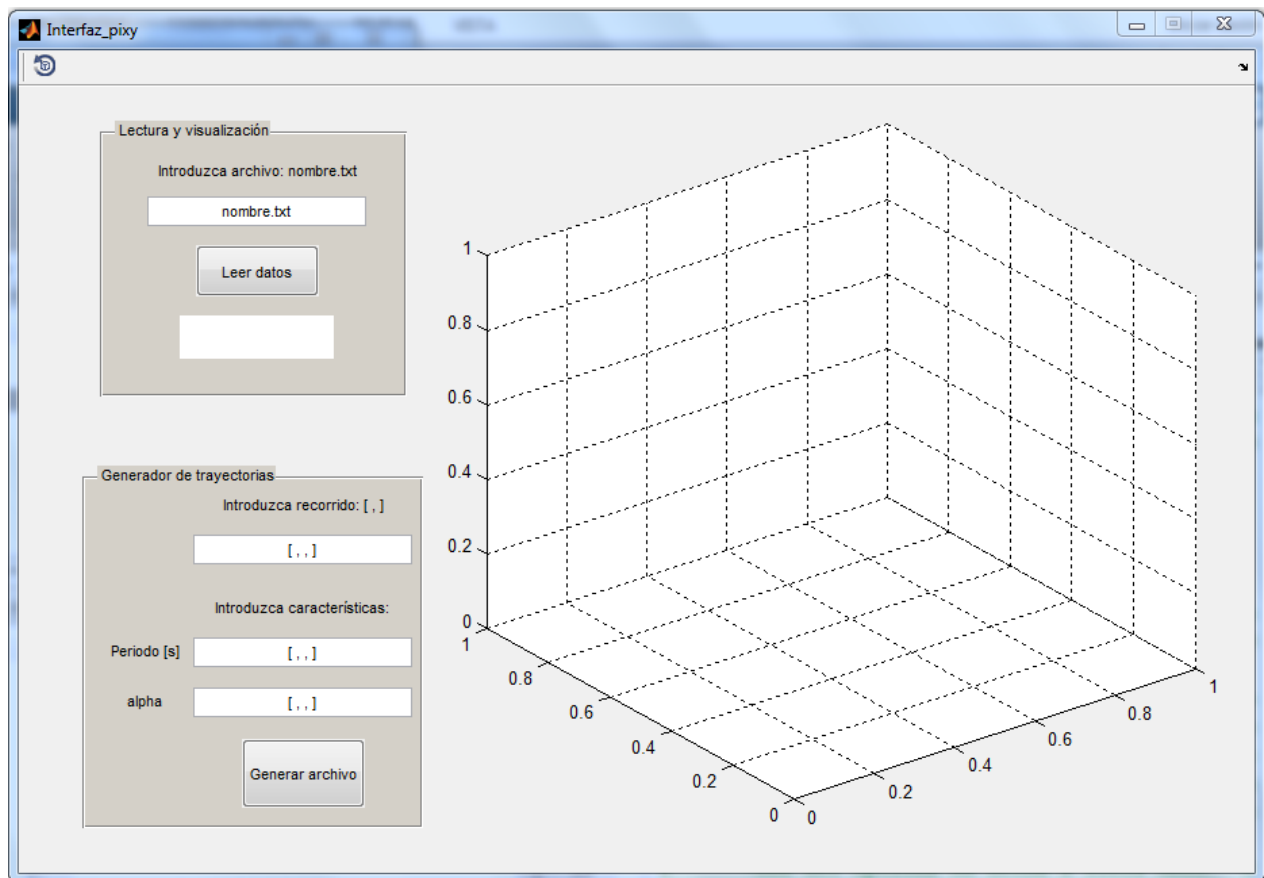 Interfaz_pixy
Lectura y visualización
Introduzca archivo: nombre.txt
nombre.txt
Leer datos
Generador de trayectorias
Introduzca recorrido: [ , ]
[ , , ]
Introduzca características:
Periodo [s]
[ , , ]
alpha
[ , , ]
Generar archivo
1
0.8
0.6
0.4
0.2
0
1
0.8
0.6
0.4
0.2
0
0
0.2
0.4
0.6
0.8
1